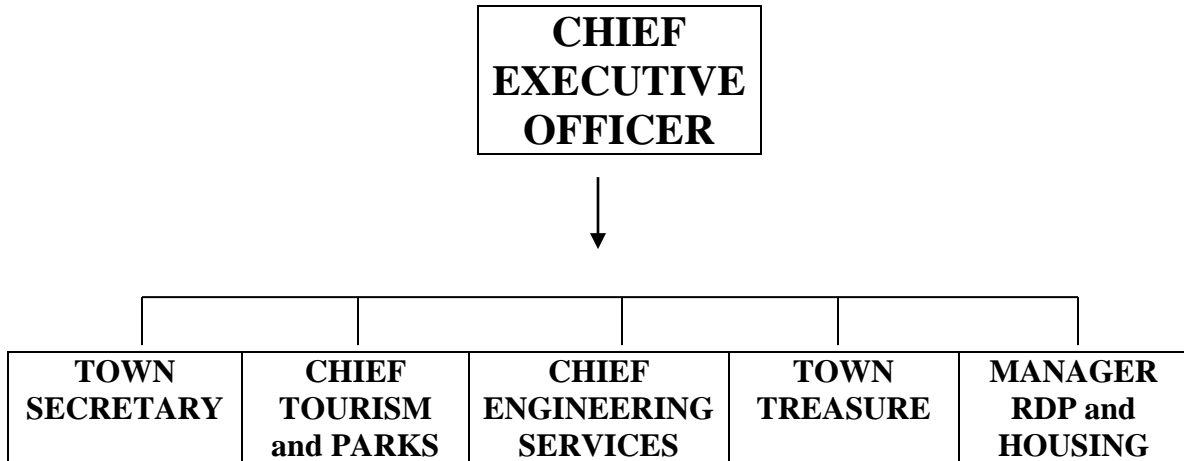 CHIEF
EXECUTIVE
OFFICER
TOWN
SECRETARY
CHIEF
TOURISM
and PARKS
CHIEF
ENGINEERING
SERVICES
TOWN
TREASURE
MANAGER
RDP and
HOUSING